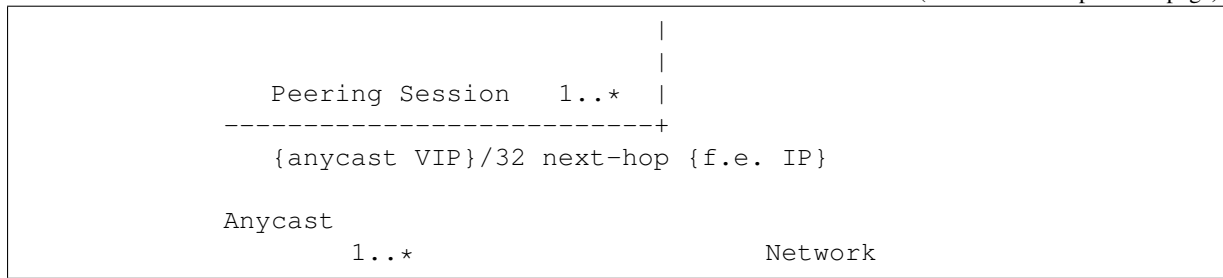 |
|
Peering Session 1..* |
---------------------------+
{anycast VIP}/32 next-hop {f.e. IP}
Anycast
1..* Network